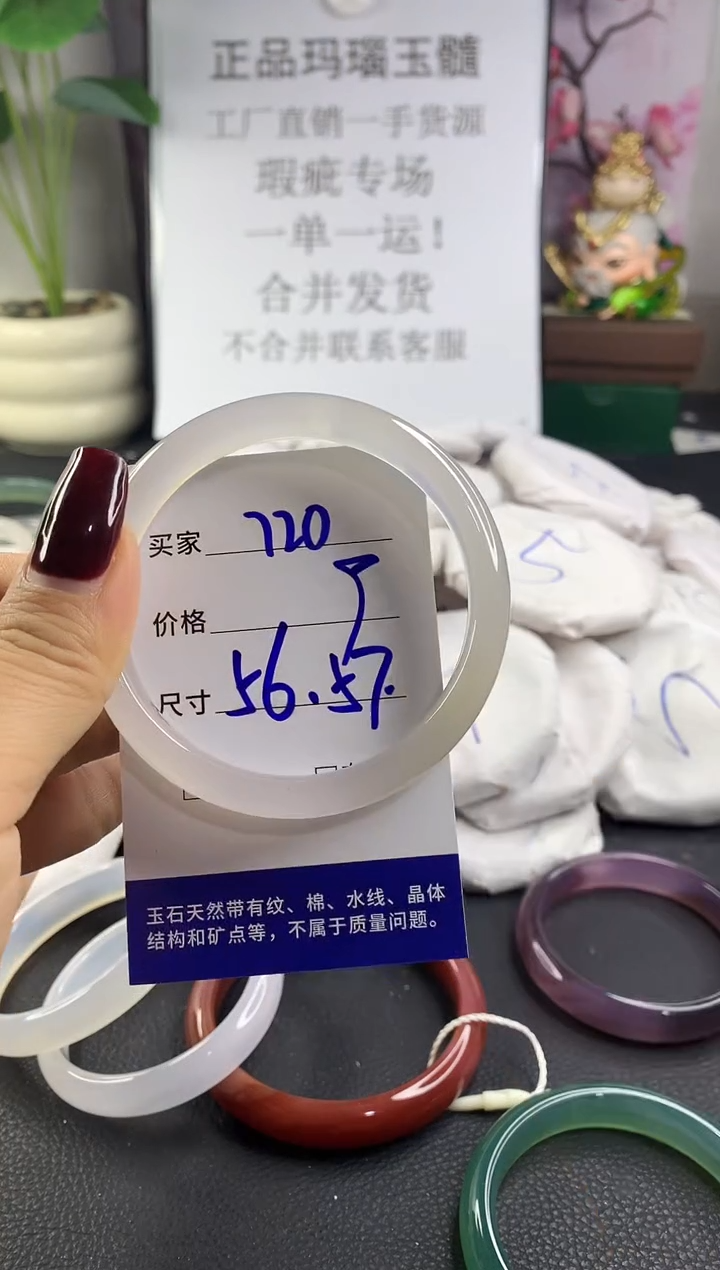 正品玛瑙玉髓
工厂直销一手货源
瑕疵专场
一单一运!
合并发货
不合并联系客服
买家 720
价格
尺寸 56.57.
5
玉石天然带有纹、棉、水线、晶体
结构和矿点等，不属于质量问题。